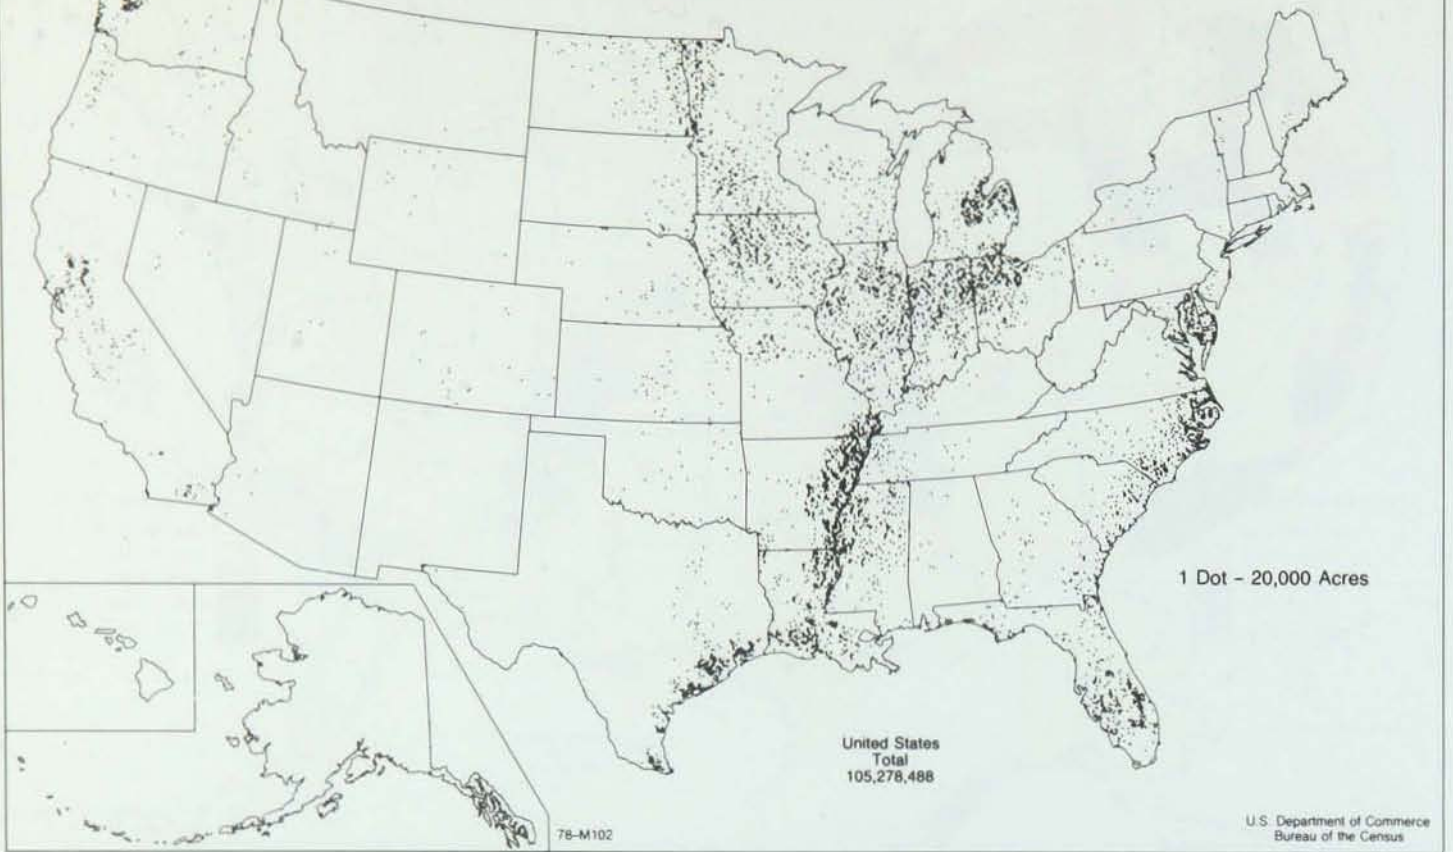 1 Dot – 20,000 Acres
United States
Total
105,278,488
78–M102
U.S. Department of Commerce
Bureau of the Census